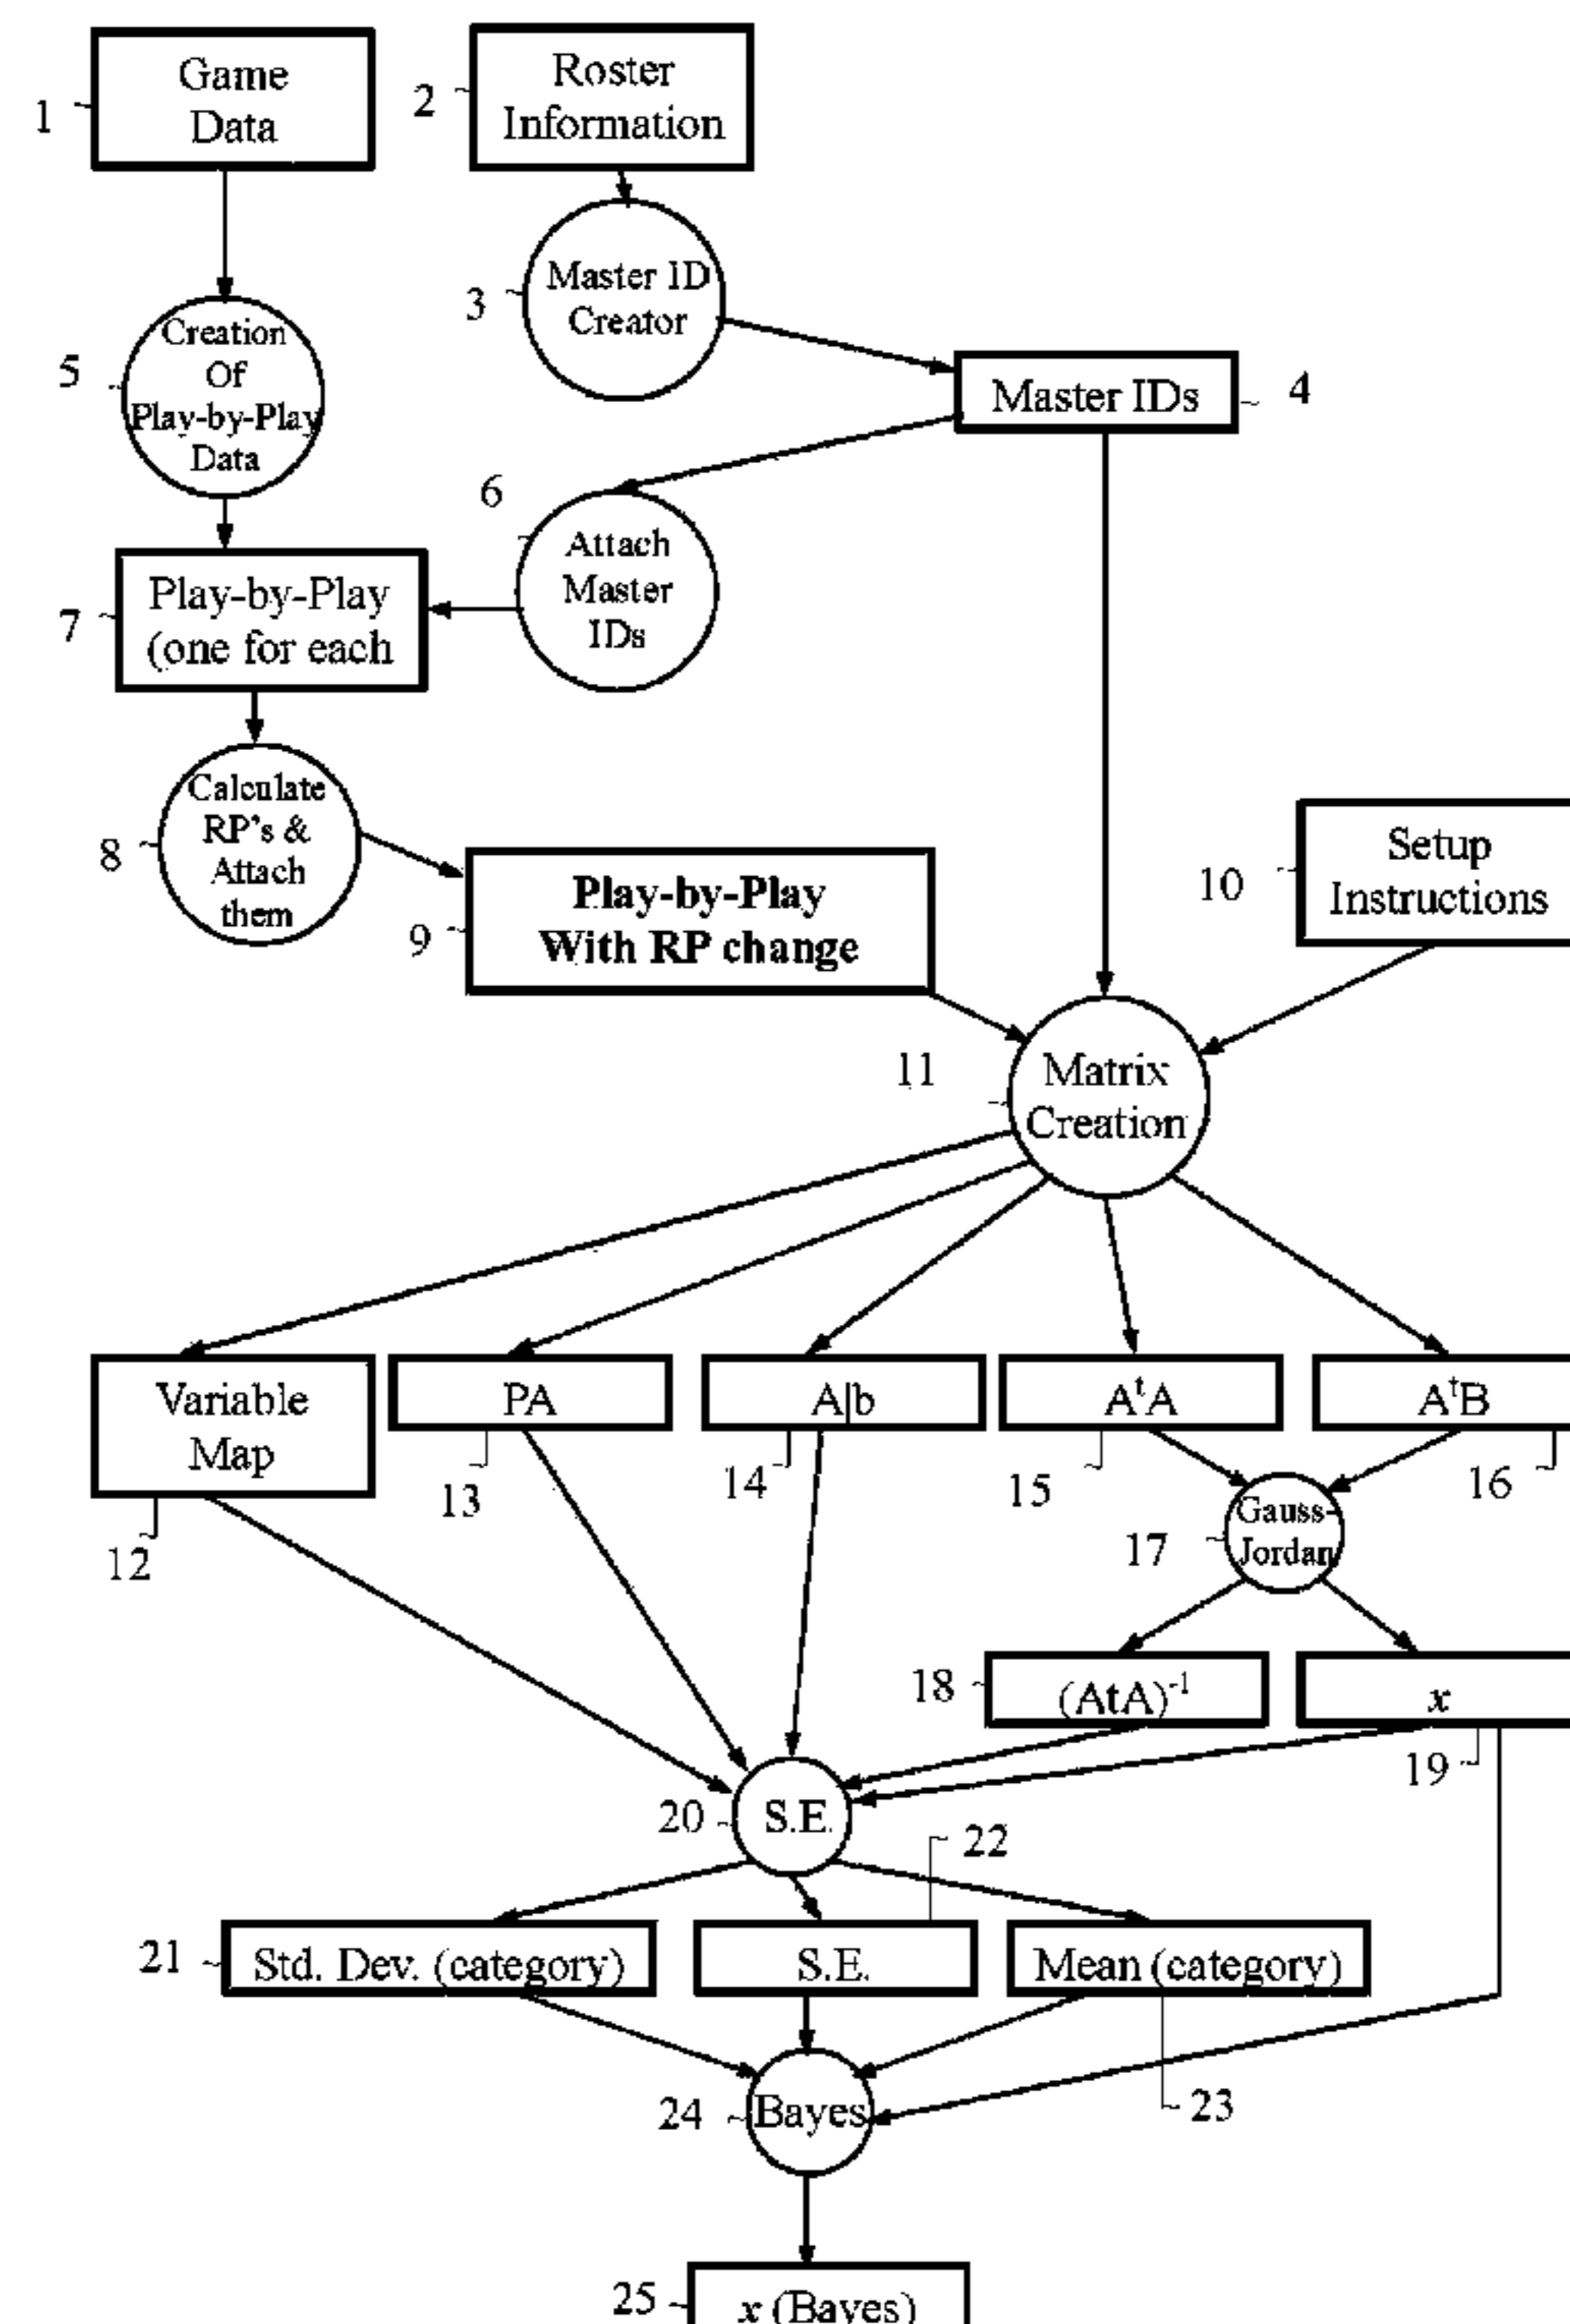 Game
Data
1
Roster
Information
2
Master ID
Creator
3
Master IDs
4
Creation
Of
Play-by-Play
Data
5
6
Attach
Master
IDs
Play-by-Play
(one for each
7
Calculate
RP's &
Attach
them
8
Play-by-Play
With RP change
9
Setup
Instructions
10
11
Matrix
Creation
Variable
Map
12
PA
13
A|b
14
AᵗA
15
AᵗB
16
Gauss-
Jordan
17
18
(AtA)⁻¹
x
19
20
S.E.
22
21
Std. Dev. (category)
S.E.
Mean (category)
23
24
Bayes
25
x (Bayes)